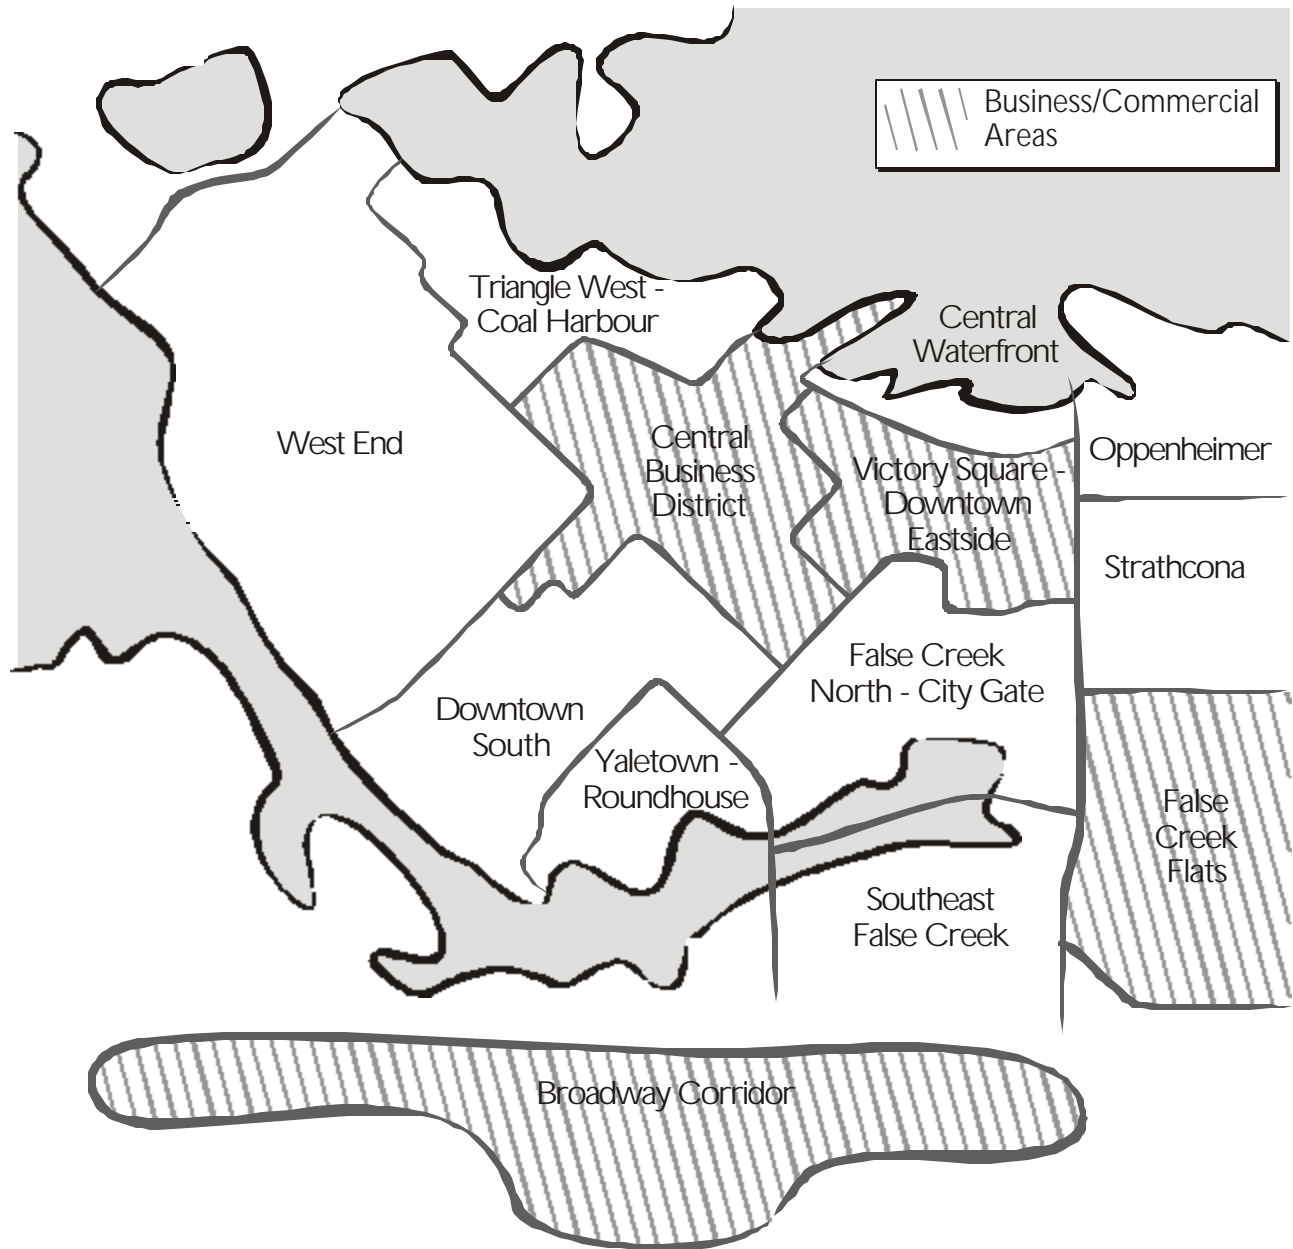 Business/Commercial
Areas
Triangle West -
Coal Harbour
Central
Waterfront
West End
Central
Business
District
Victory Square -
Downtown
Eastside
Oppenheimer
Strathcona
False Creek
North - City Gate
Downtown
South
Yaletown -
Roundhouse
False
Creek
Flats
Southeast
False Creek
Broadway Corridor